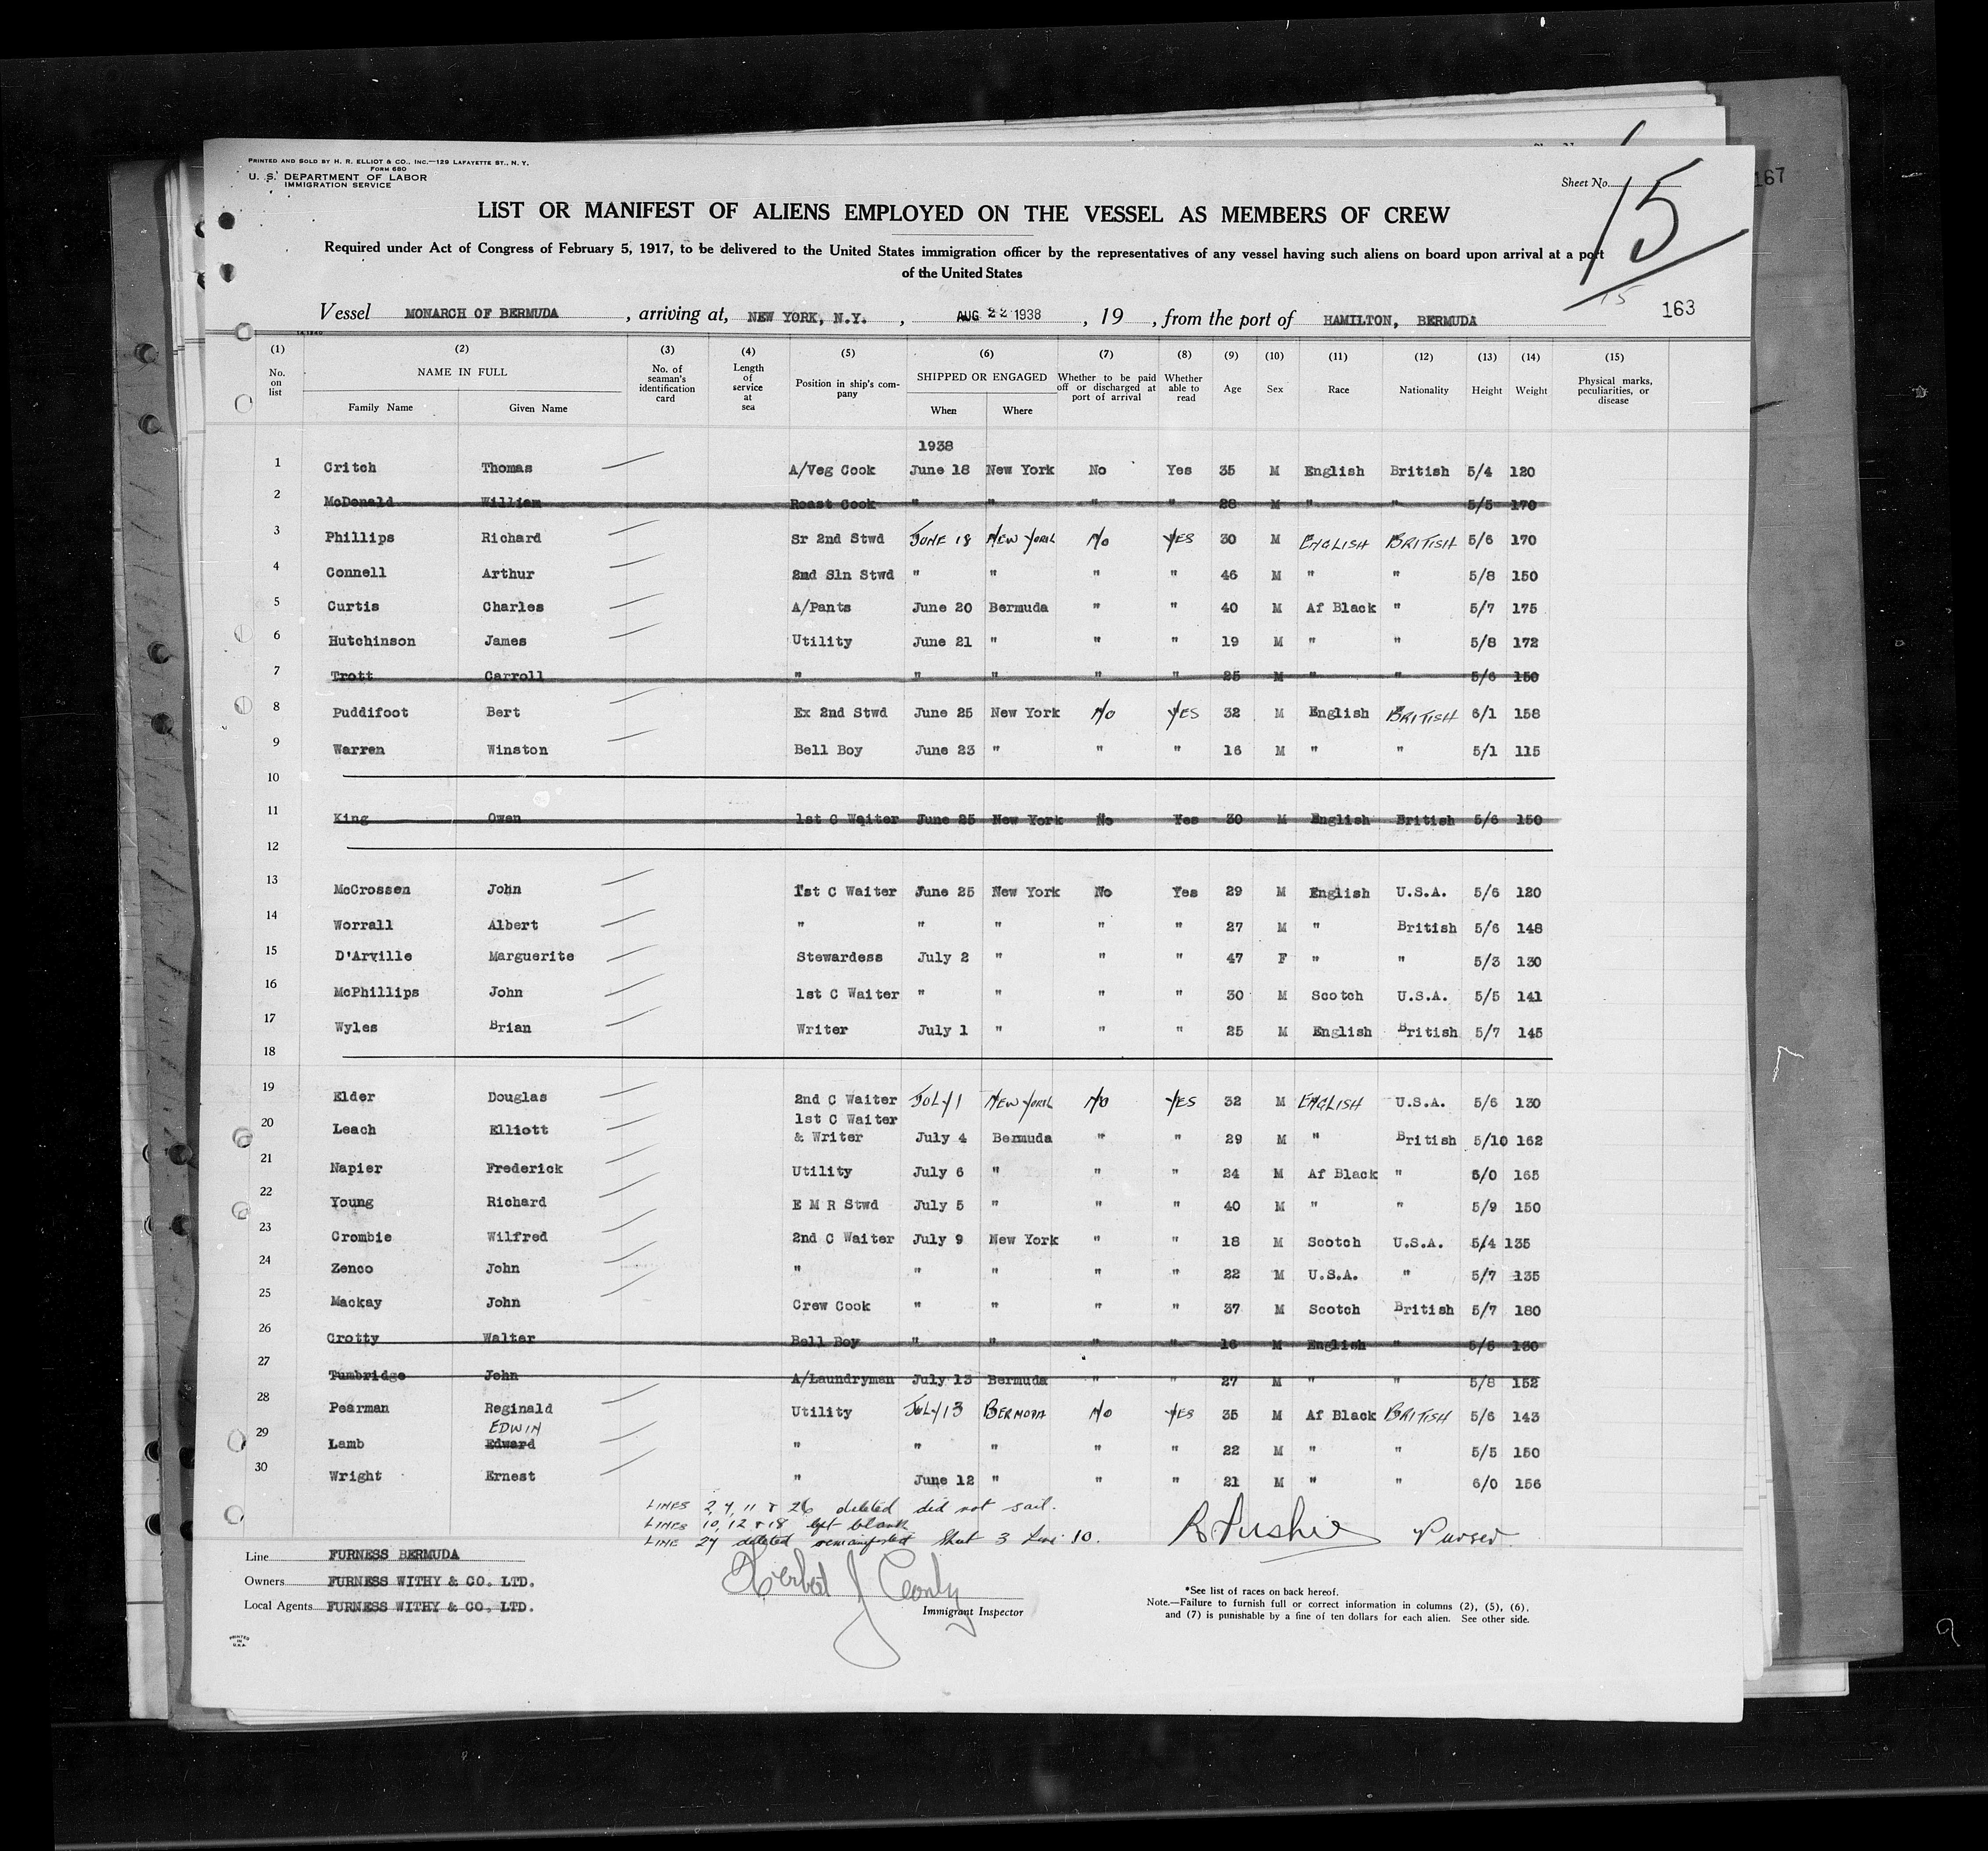 PRINTED AND SOLD BY H. R. ELLIOT & CO., INC.—129 LAFAYETTE ST., N. Y.
FORM 680
U. S. DEPARTMENT OF LABOR
IMMIGRATION SERVICE
Sheet No. 15
167
LIST OR MANIFEST OF ALIENS EMPLOYED ON THE VESSEL AS MEMBERS OF CREW
Required under Act of Congress of February 5, 1917, to be delivered to the United States immigration officer by the representatives of any vessel having such aliens on board upon arrival at a port
of the United States
15
163
Vessel MONARCH OF BERMUDA, arriving at, NEW YORK, N.Y., AUG 22 1938, 19, from the port of HAMILTON, BERMUDA
(1) (2) (3) (4) (5) (6) (7) (8) (9) (10) (11) (12) (13) (14) (15)
No. on list NAME IN FULL Family Name Given Name No. of seaman's identification card Length of service at sea Position in ship's company SHIPPED OR ENGAGED When Where Whether to be paid off or discharged at port of arrival Whether able to read Age Sex Race Nationality Height Weight Physical marks, peculiarities, or disease
1938
1 Critch Thomas A/Veg Cook June 18 New York No Yes 35 M English British 5/4 120
2 McDonald William Roast Cook " " " " 28 M " " 5/5 170
3 Phillips Richard Sr 2nd Stwd JUNE 18 NEW YORK NO YES 30 M ENGLISH BRITISH 5/6 170
4 Connell Arthur 2nd Sln Stwd " " " " 46 M " " 5/8 150
5 Curtis Charles A/Pants June 20 Bermuda " " 40 M Af Black " 5/7 175
6 Hutchinson James Utility June 21 " " " 19 M " " 5/8 172
7 Trott Carroll " " " " " 25 M " " 5/6 150
8 Puddifoot Bert Ex 2nd Stwd June 25 New York NO YES 32 M English BRITISH 6/1 158
9 Warren Winston Bell Boy June 23 " " " 16 M " " 5/1 115
10
11 King Owen 1st C Waiter June 25 New York No Yes 30 M English British 5/6 150
12
13 McCrossen John 1st C Waiter June 25 New York No Yes 29 M English U.S.A. 5/6 120
14 Worrall Albert " " " " " 27 M " British 5/6 148
15 D'Arville Marguerite Stewardess July 2 " " " 47 F " " 5/3 130
16 McPhillips John 1st C Waiter " " " " 30 M Scotch U.S.A. 5/5 141
17 Wyles Brian Writer July 1 " " " 25 M English British 5/7 145
18
19 Elder Douglas 2nd C Waiter JULY 1 NEW YORK NO YES 32 M ENGLISH U.S.A. 5/6 130
20 Leach Elliott 1st C Waiter & Writer July 4 Bermuda " " 29 M " British 5/10 162
21 Napier Frederick Utility July 6 " " " 24 M Af Black " 6/0 165
22 Young Richard E M R Stwd July 5 " " " 40 M " " 5/9 150
23 Crombie Wilfred 2nd C Waiter July 9 New York " " 18 M Scotch U.S.A. 5/4 135
24 Zenco John " " " " " 22 M U.S.A. " 5/7 135
25 Mackay John Crew Cook " " " " 37 M Scotch British 5/7 180
26 Crotty Walter Bell Boy " " " " 16 M English " 5/5 130
27 Tumbridge John A/Laundryman July 13 Bermuda " " 27 M " " 5/8 152
28 Pearman Reginald Utility JULY 13 BERMUDA NO YES 35 M Af Black BRITISH 5/6 143
EDWIN
29 Lamb Edward " " " " " 22 M " " 5/5 150
30 Wright Ernest " June 12 " " " 21 M " " 6/0 156
LINES 2, 7, 11 & 26 deleted did not sail.
LINES 10, 12 & 18 left blank
LINE 27 deleted remanifested Sheet 3 Line 10.
Purser
Line FURNESS BERMUDA
Owners FURNESS WITHY & CO. LTD.
Local Agents FURNESS WITHY & CO. LTD.
Herbert J
Immigrant Inspector
*See list of races on back hereof.
Note.—Failure to furnish full or correct information in columns (2), (5), (6),
and (7) is punishable by a fine of ten dollars for each alien. See other side.
PRINTED
IN
U.S.A.